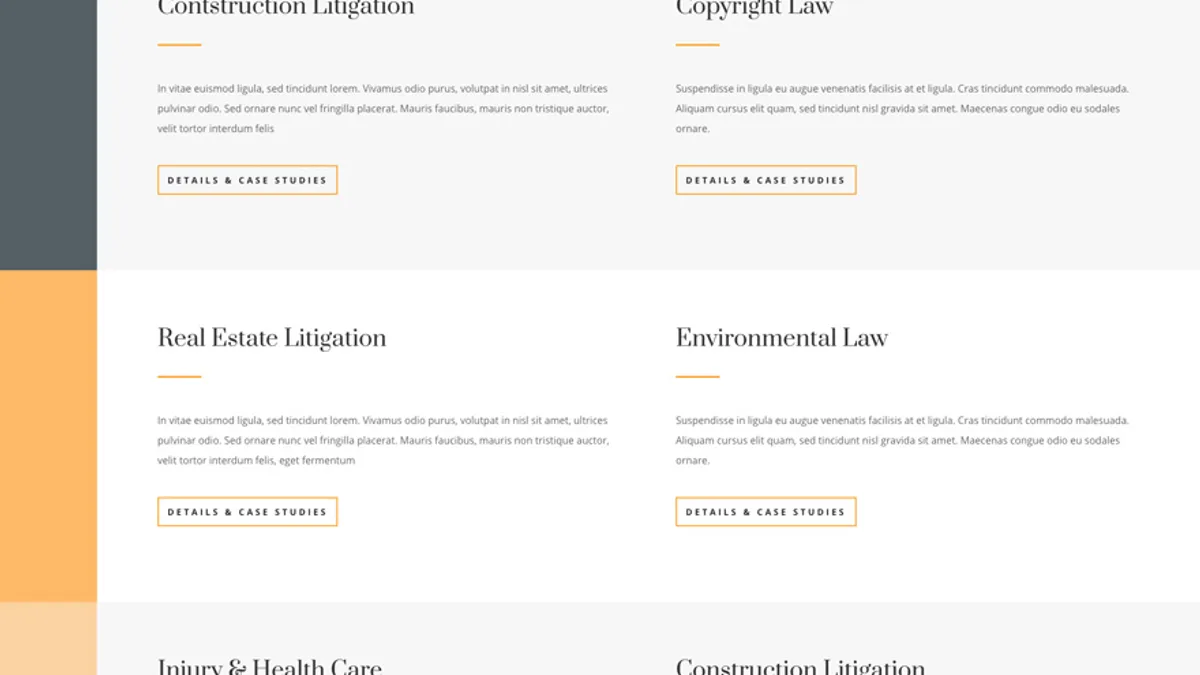 Contstruction Litigation
Copyright Law
In vitae euismod ligula, sed tincidunt lorem. Vivamus odio purus, volutpat in nisl sit amet, ultrices
pulvinar odio. Sed ornare nunc vel fringilla placerat. Mauris faucibus, mauris non tristique auctor,
velit tortor interdum felis
Suspendisse in ligula eu augue venenatis facilisis at et ligula. Cras tincidunt commodo malesuada.
Aliquam cursus elit quam, sed tincidunt nisl gravida sit amet. Maecenas congue odio eu sodales
ornare.
DETAILS & CASE STUDIES
DETAILS & CASE STUDIES
Real Estate Litigation
Environmental Law
In vitae euismod ligula, sed tincidunt lorem. Vivamus odio purus, volutpat in nisl sit amet, ultrices
pulvinar odio. Sed ornare nunc vel fringilla placerat. Mauris faucibus, mauris non tristique auctor,
velit tortor interdum felis, eget fermentum
Suspendisse in ligula eu augue venenatis facilisis at et ligula. Cras tincidunt commodo malesuada.
Aliquam cursus elit quam, sed tincidunt nisl gravida sit amet. Maecenas congue odio eu sodales
ornare.
DETAILS & CASE STUDIES
DETAILS & CASE STUDIES
Injury & Health Care
Construction Litigation